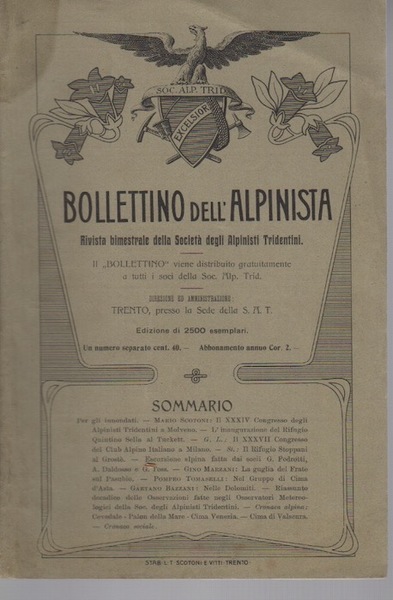 SOC. ALP. TRID.
EXCELSIOR
BOLLETTINO DELL'ALPINISTA
Rivista bimestrale della Società degli Alpinisti Tridentini.
Il „BOLLETTINO" viene distribuito gratuitamente
a tutti i soci della Soc. Alp. Trid.
DIREZIONE ED AMMINISTRAZIONE:
TRENTO, presso la Sede della S. A. T.
Edizione di 2500 esemplari.
Un numero separato cent. 40. — Abbonamento annuo Cor. 2. —
SOMMARIO
Per gli inondati. — MARIO SCOTONI: Il XXXIV Congresso degli
Alpinisti Tridentini a Molveno. — L'inaugurazione del Rifugio
Quintino Sella al Tuckett. — G. L.: Il XXXVII Congresso
del Club Alpino Italiano a Milano. — St.: Il Rifugio Stoppani
al Grostè. — Escursione alpina fatta dai soci G. Pedrotti,
A. Daldosso e G. Toss. — GINO MARZANI: La guglia del Frate
sul Pasubio. — POMPEO TOMASELLI: Nel Gruppo di Cima
d'Asta. — GAETANO BAZZANI: Nelle Dolomiti. — Riassunto
decadico delle Osservazioni fatte negli Osservatori Meteorologici della Soc. degli Alpinisti Tridentini. — Cronaca alpina:
Cevedale - Palon della Mare - Cima Venezia. — Cima di Valscura.
— Cronaca sociale.
STAB. L. T. SCOTONI E VITTI-TRENTO